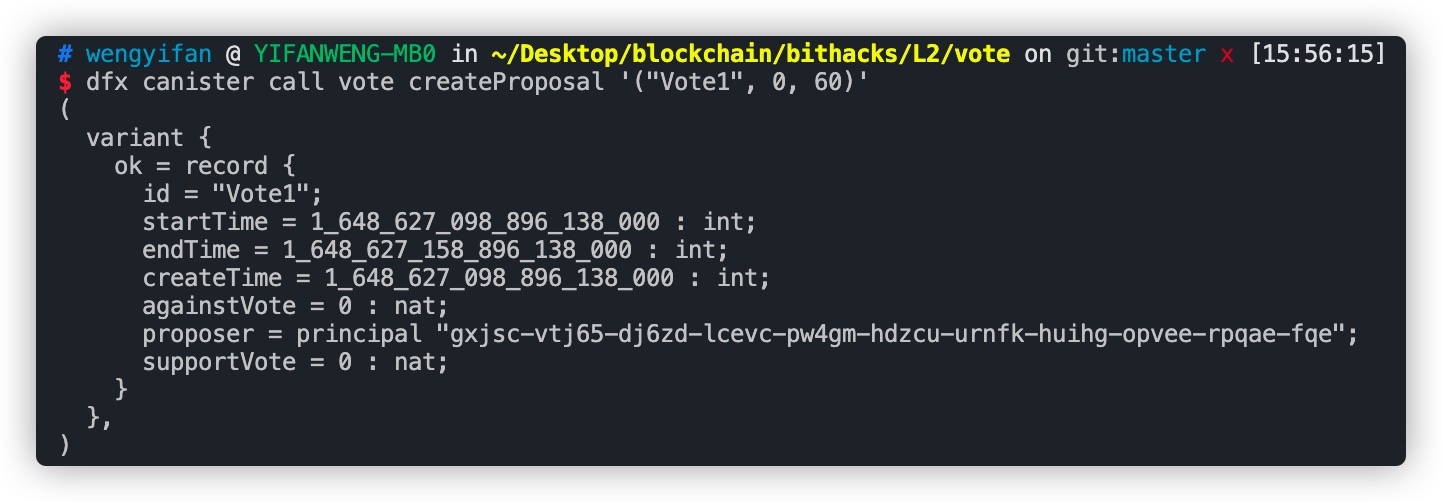 # wengyifan @ YIFANWENG-MB0 in ~/Desktop/blockchain/bithacks/L2/vote on git:master x [15:56:15]
$ dfx canister call vote createProposal '("Vote1", 0, 60)'
(
  variant {
    ok = record {
      id = "Vote1";
      startTime = 1_648_627_098_896_138_000 : int;
      endTime = 1_648_627_158_896_138_000 : int;
      createTime = 1_648_627_098_896_138_000 : int;
      againstVote = 0 : nat;
      proposer = principal "gxjsc-vtj65-dj6zd-lcevc-pw4gm-hdzcu-urnfk-huihg-opvee-rpqae-fqe";
      supportVote = 0 : nat;
    }
  },
)